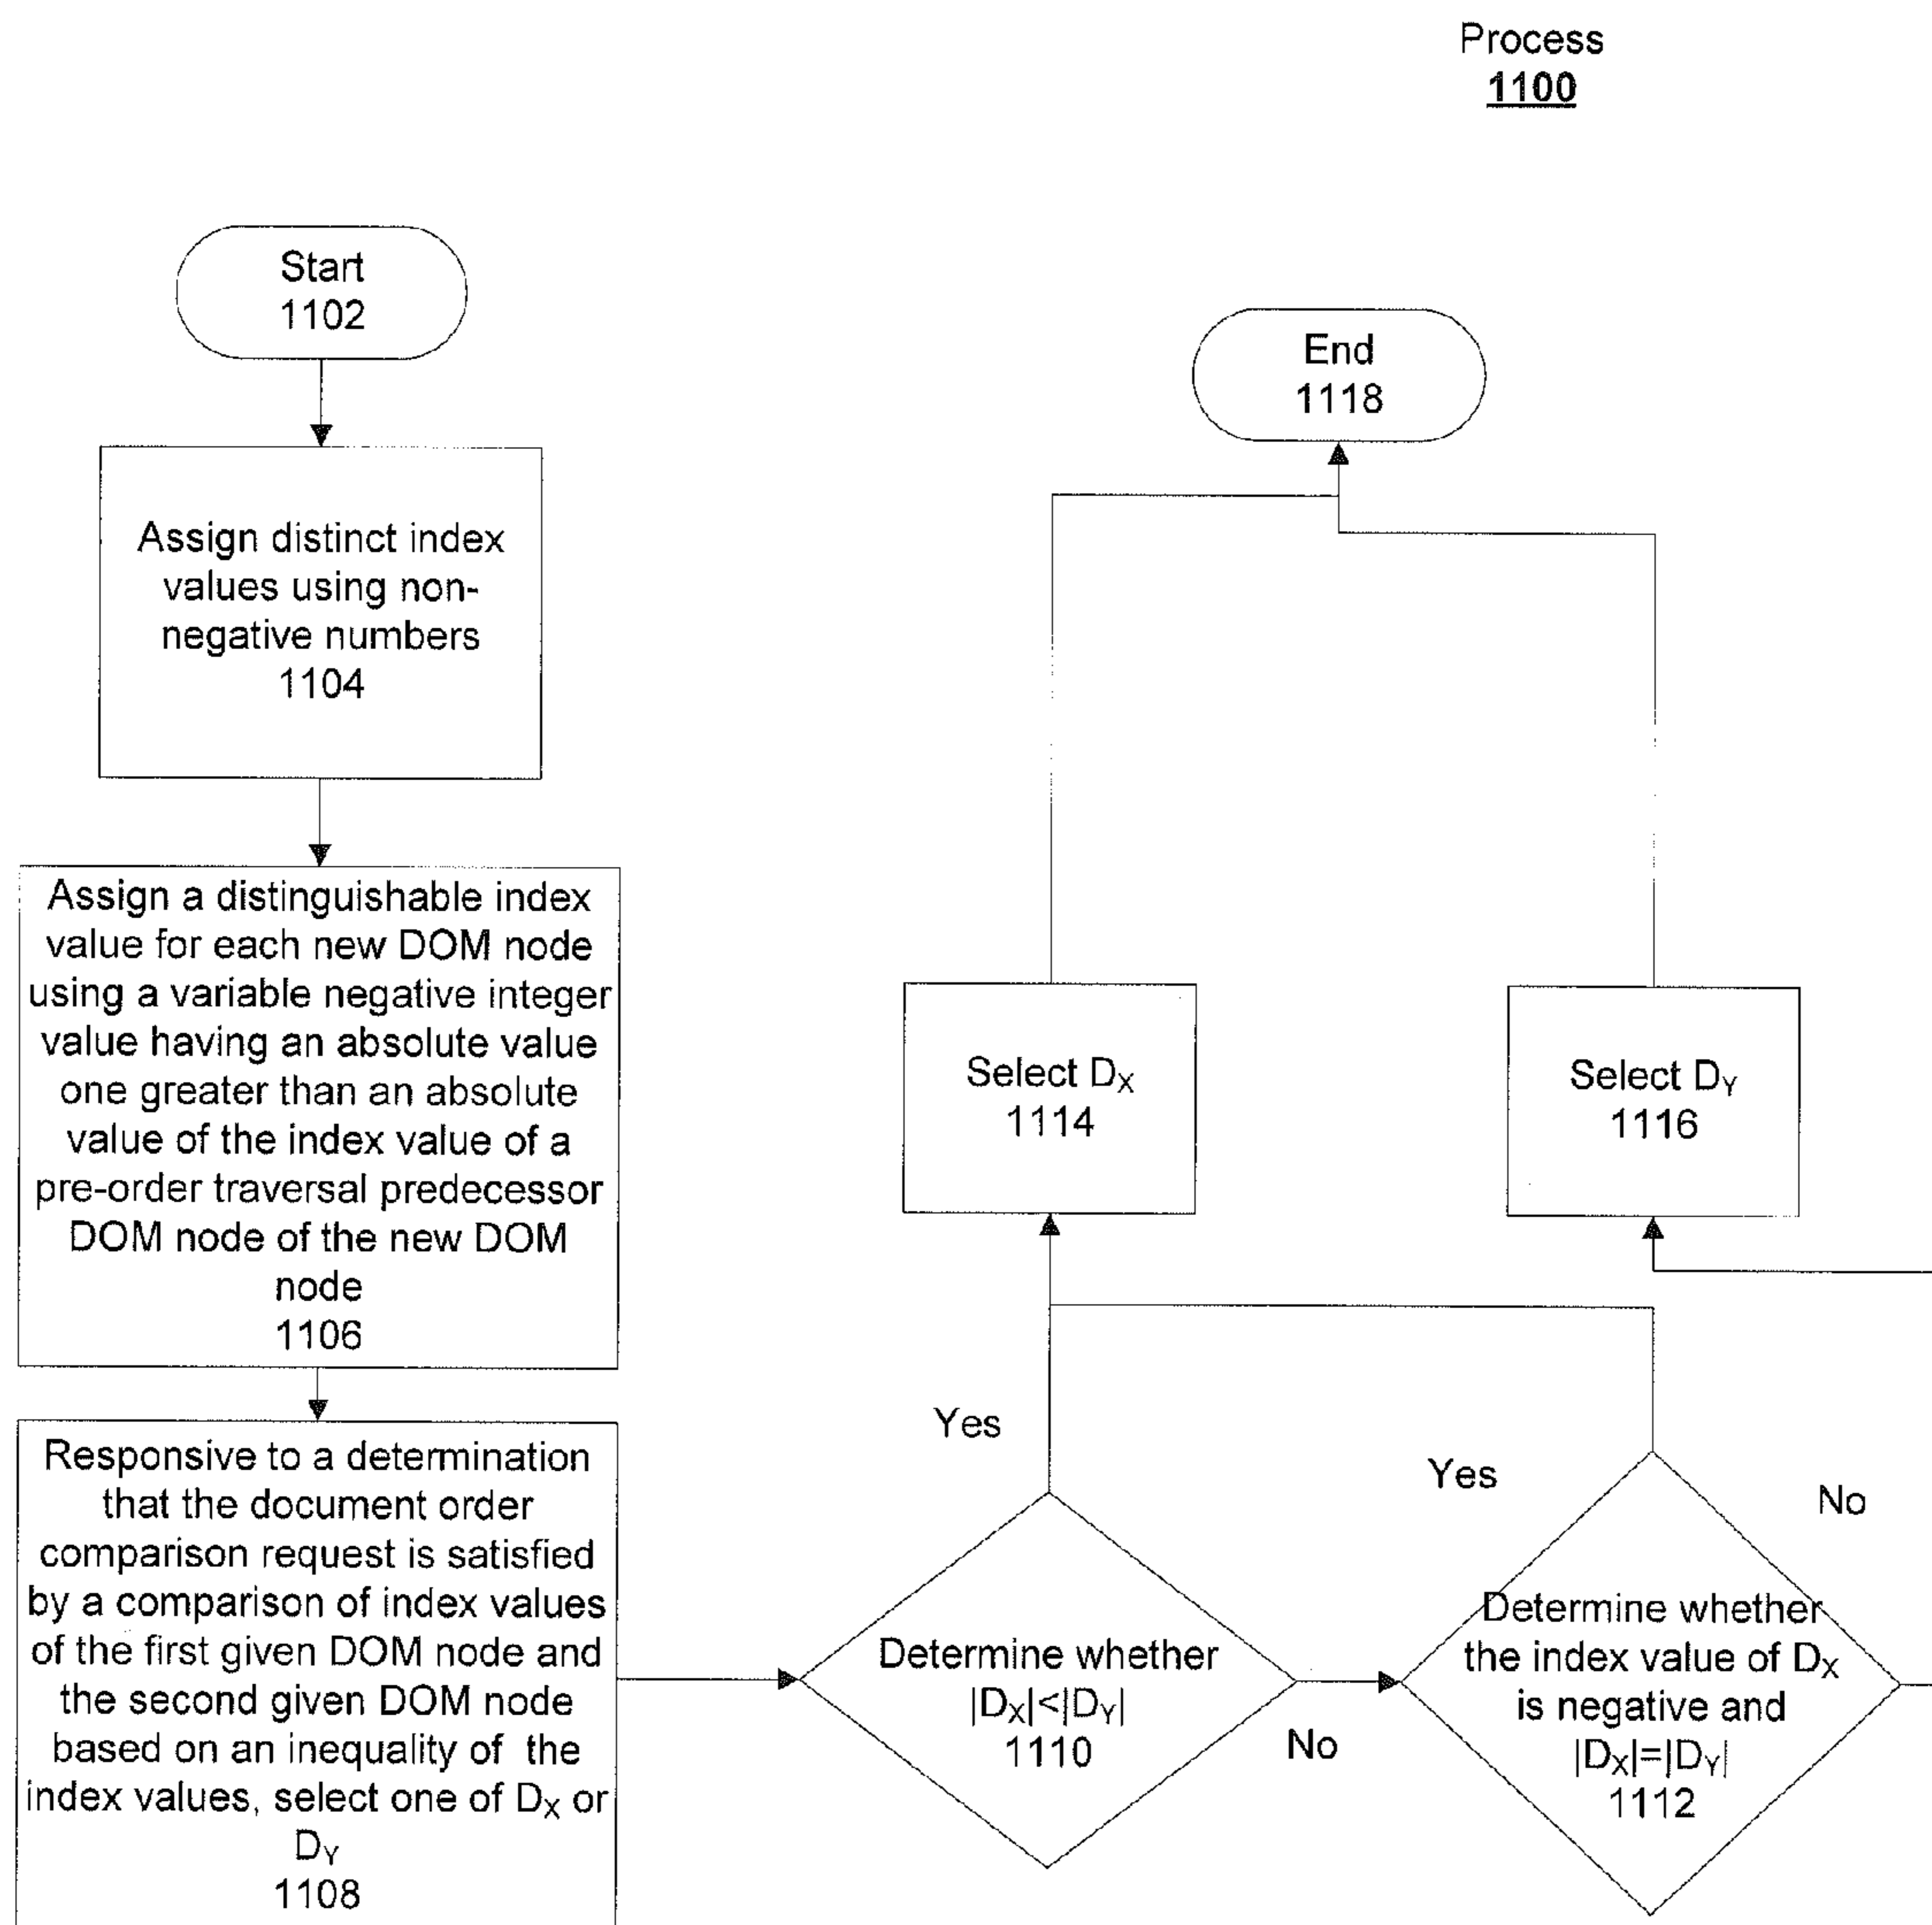 Process
1100
Start
1102
Assign distinct index
values using non-
negative numbers
1104
Assign a distinguishable index
value for each new DOM node
using a variable negative integer
value having an absolute value
one greater than an absolute
value of the index value of a
pre-order traversal predecessor
DOM node of the new DOM
node
1106
Responsive to a determination
that the document order
comparison request is satisfied
by a comparison of index values
of the first given DOM node and
the second given DOM node
based on an inequality of the
index values, select one of DX or
DY
1108
End
1118
Select DX
1114
Select DY
1116
Yes
Determine whether
|DX|<|DY|
1110
No
Yes
No
Determine whether
the index value of DX
is negative and
|DX|=|DY|
1112